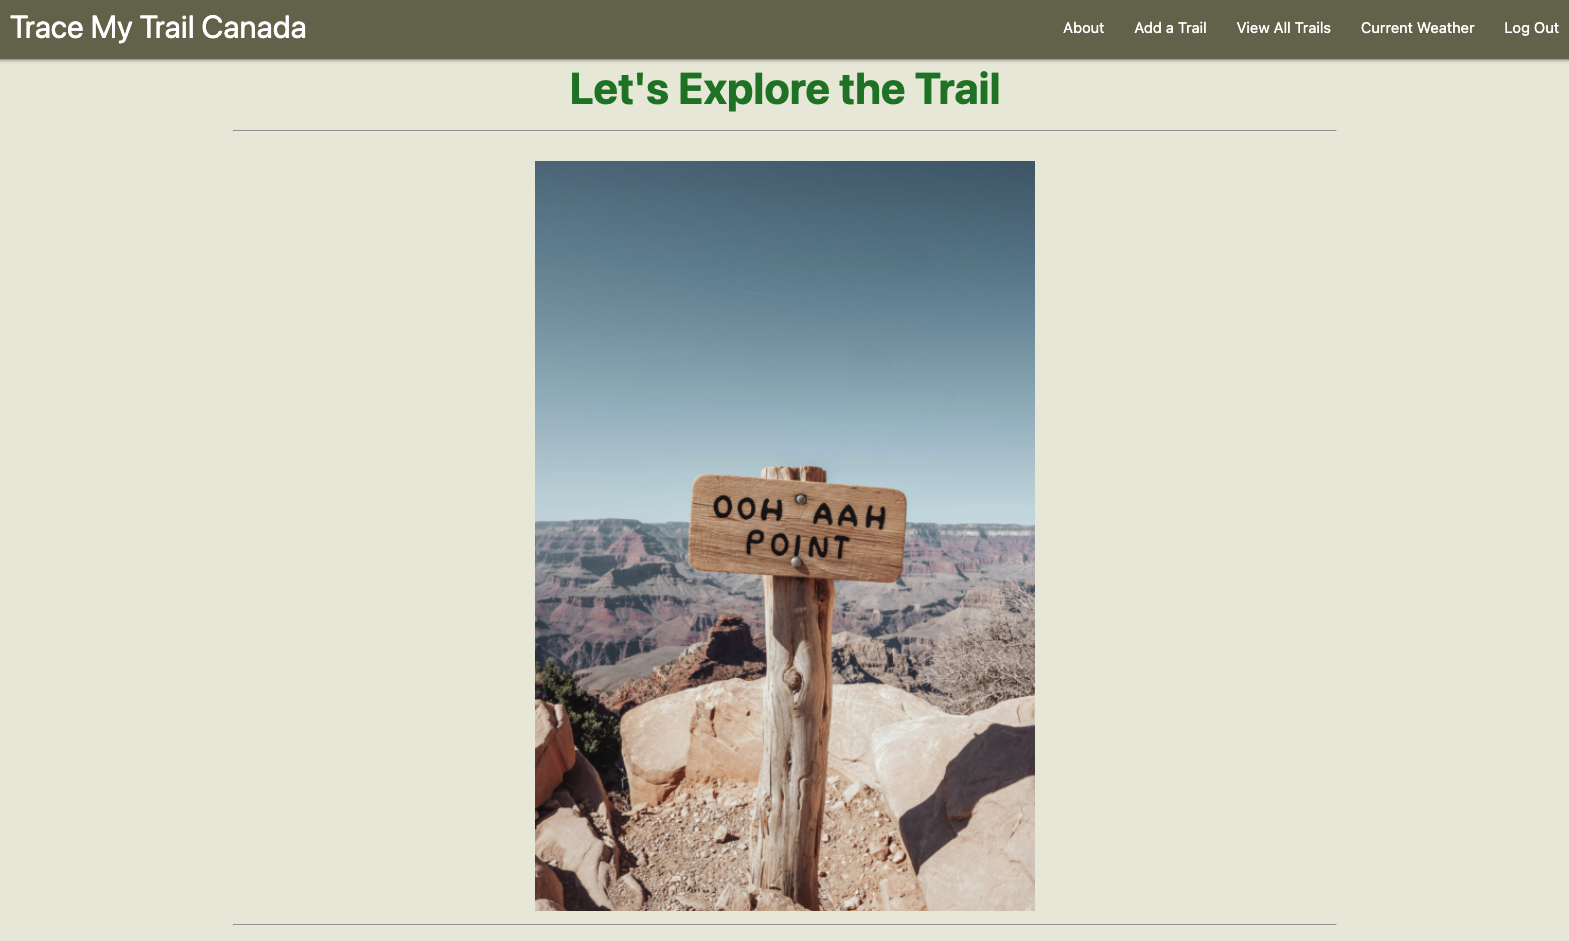 Trace My Trail Canada
About
Add a Trail
View All Trails
Current Weather
Log Out
Let's Explore the Trail
OOH AAH
POINT